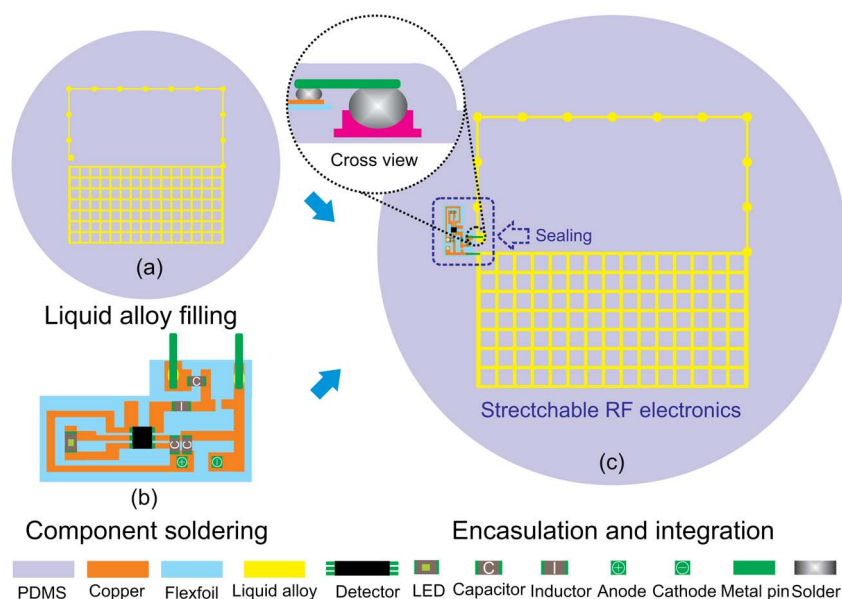 Cross view
(a)
Sealing
(c)
Liquid alloy filling
C
I
C
C
(b)
Strectchable RF electronics
Component soldering
Encasulation and integration
C
I
PDMS
Copper
Flexfoil
Liquid alloy
Detector
LED
Capacitor
Inductor
Anode
Cathode
Metal pin
Solder